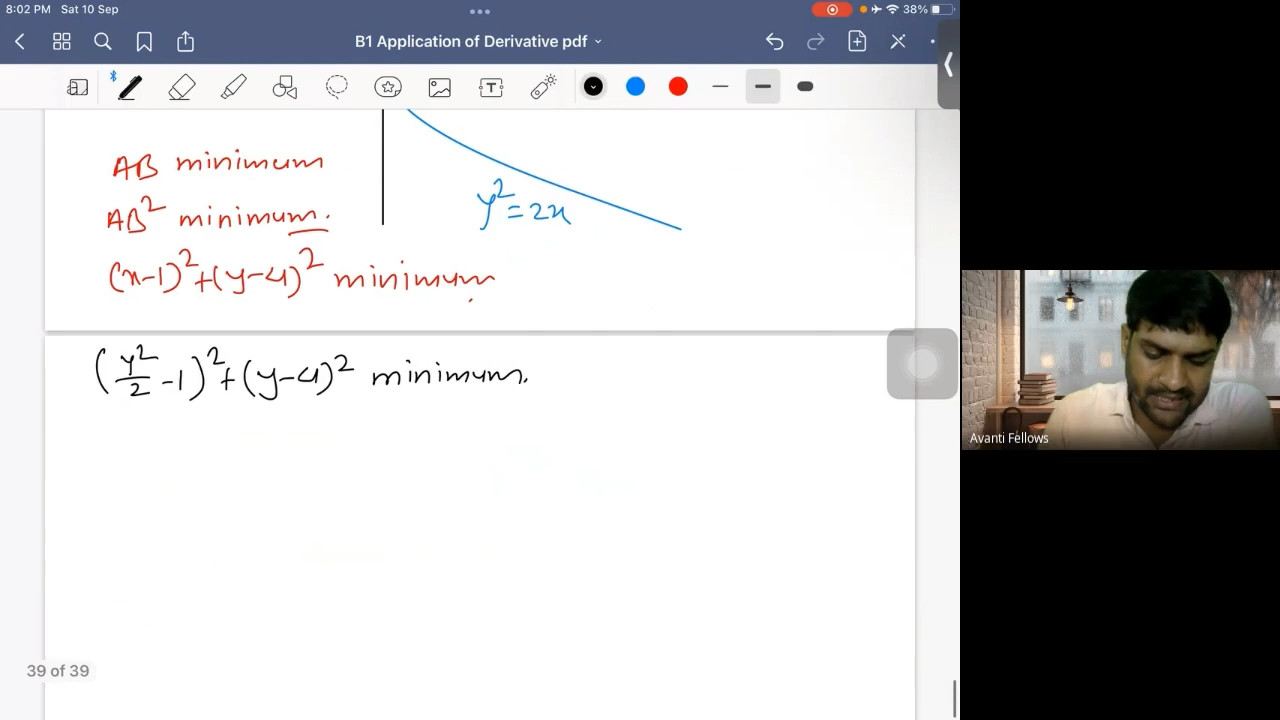 8:02 PM Sat 10 Sep
38%
B1 Application of Derivative pdf
T
AB minimum
AB² minimum.
y² = 2x
(x-1)²+(y-4)² minimum
(y²/2 -1)²+(y-4)² minimum.
Avanti Fellows
39 of 39